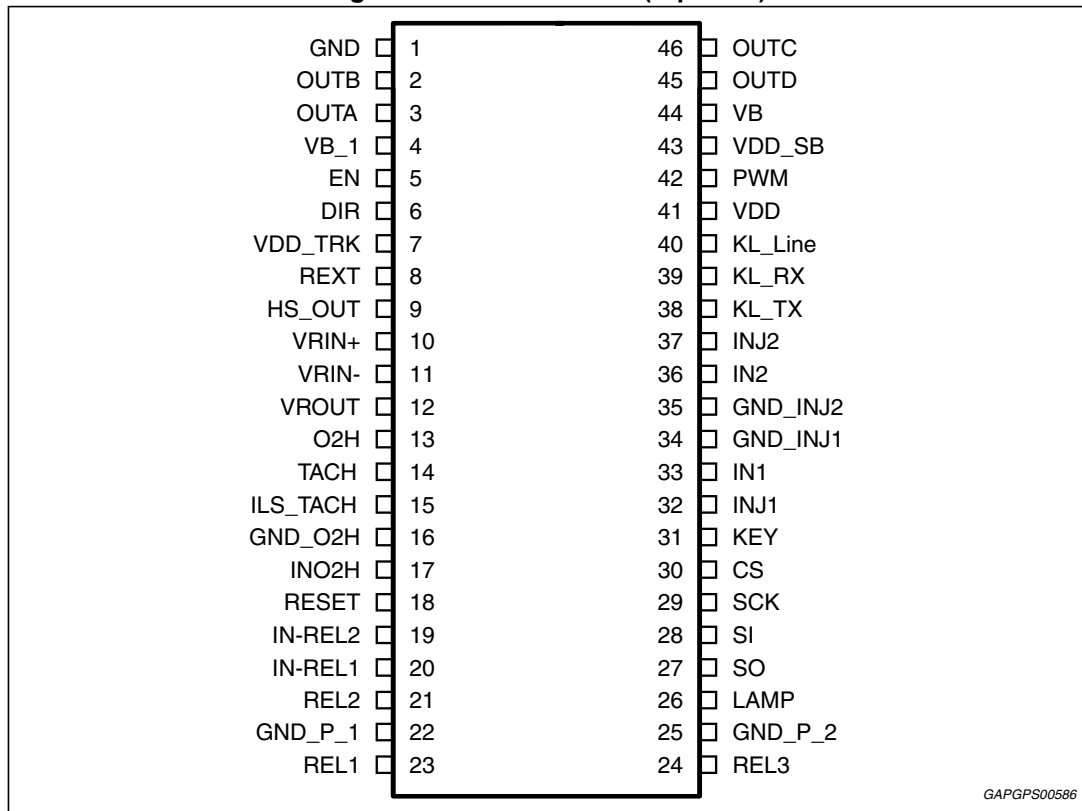 GND 1 46 OUTC
OUTB 2 45 OUTD
OUTA 3 44 VB
VB_1 4 43 VDD_SB
EN 5 42 PWM
DIR 6 41 VDD
VDD_TRK 7 40 KL_Line
REXT 8 39 KL_RX
HS_OUT 9 38 KL_TX
VRIN+ 10 37 INJ2
VRIN- 11 36 IN2
VROUT 12 35 GND_INJ2
O2H 13 34 GND_INJ1
TACH 14 33 IN1
ILS_TACH 15 32 INJ1
GND_O2H 16 31 KEY
INO2H 17 30 CS
RESET 18 29 SCK
IN-REL2 19 28 SI
IN-REL1 20 27 SO
REL2 21 26 LAMP
GND_P_1 22 25 GND_P_2
REL1 23 24 REL3
GAPGPS00586